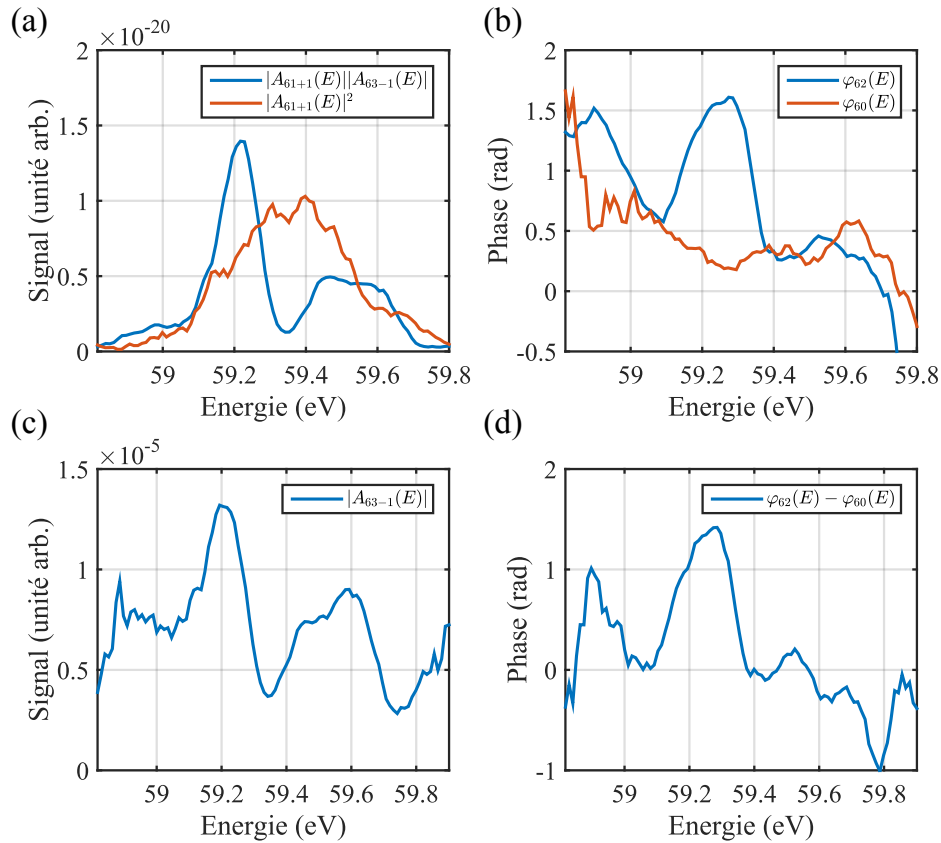 (a)
×10⁻²⁰
2
1.5
1
0.5
0
Signal (unité arb.)
|A₆₁₊₁(E)||A₆₃₋₁(E)|
|A₆₁₊₁(E)|²
59
59.2
59.4
59.6
59.8
Energie (eV)
(b)
2
1.5
1
0.5
0
-0.5
Phase (rad)
φ₆₂(E)
φ₆₀(E)
59
59.2
59.4
59.6
59.8
Energie (eV)
(c)
×10⁻⁵
1.5
1
0.5
0
Signal (unité arb.)
|A₆₃₋₁(E)|
59
59.2
59.4
59.6
59.8
Energie (eV)
(d)
2
1
0
-1
Phase (rad)
φ₆₂(E) − φ₆₀(E)
59
59.2
59.4
59.6
59.8
Energie (eV)